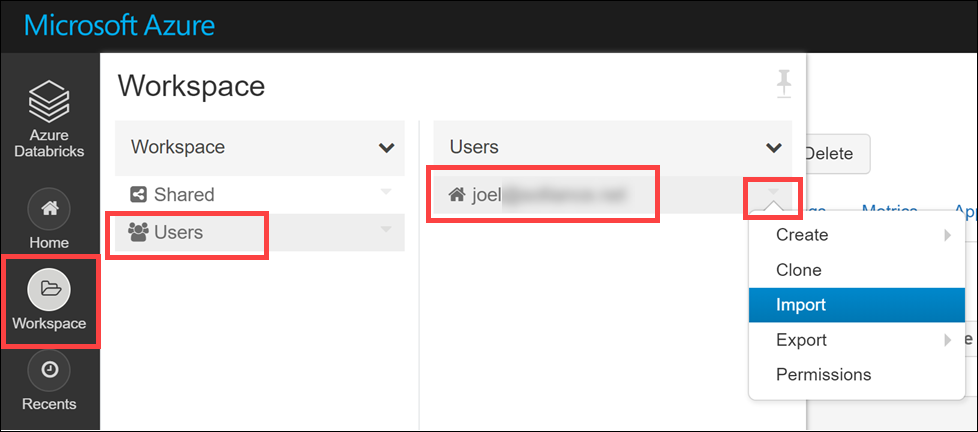 Microsoft Azure
Azure
Databricks
Home
Workspace
Recents
Workspace
Workspace
Shared
Users
Users
joel
Delete
Metrics
Create
Clone
Import
Export
Permissions